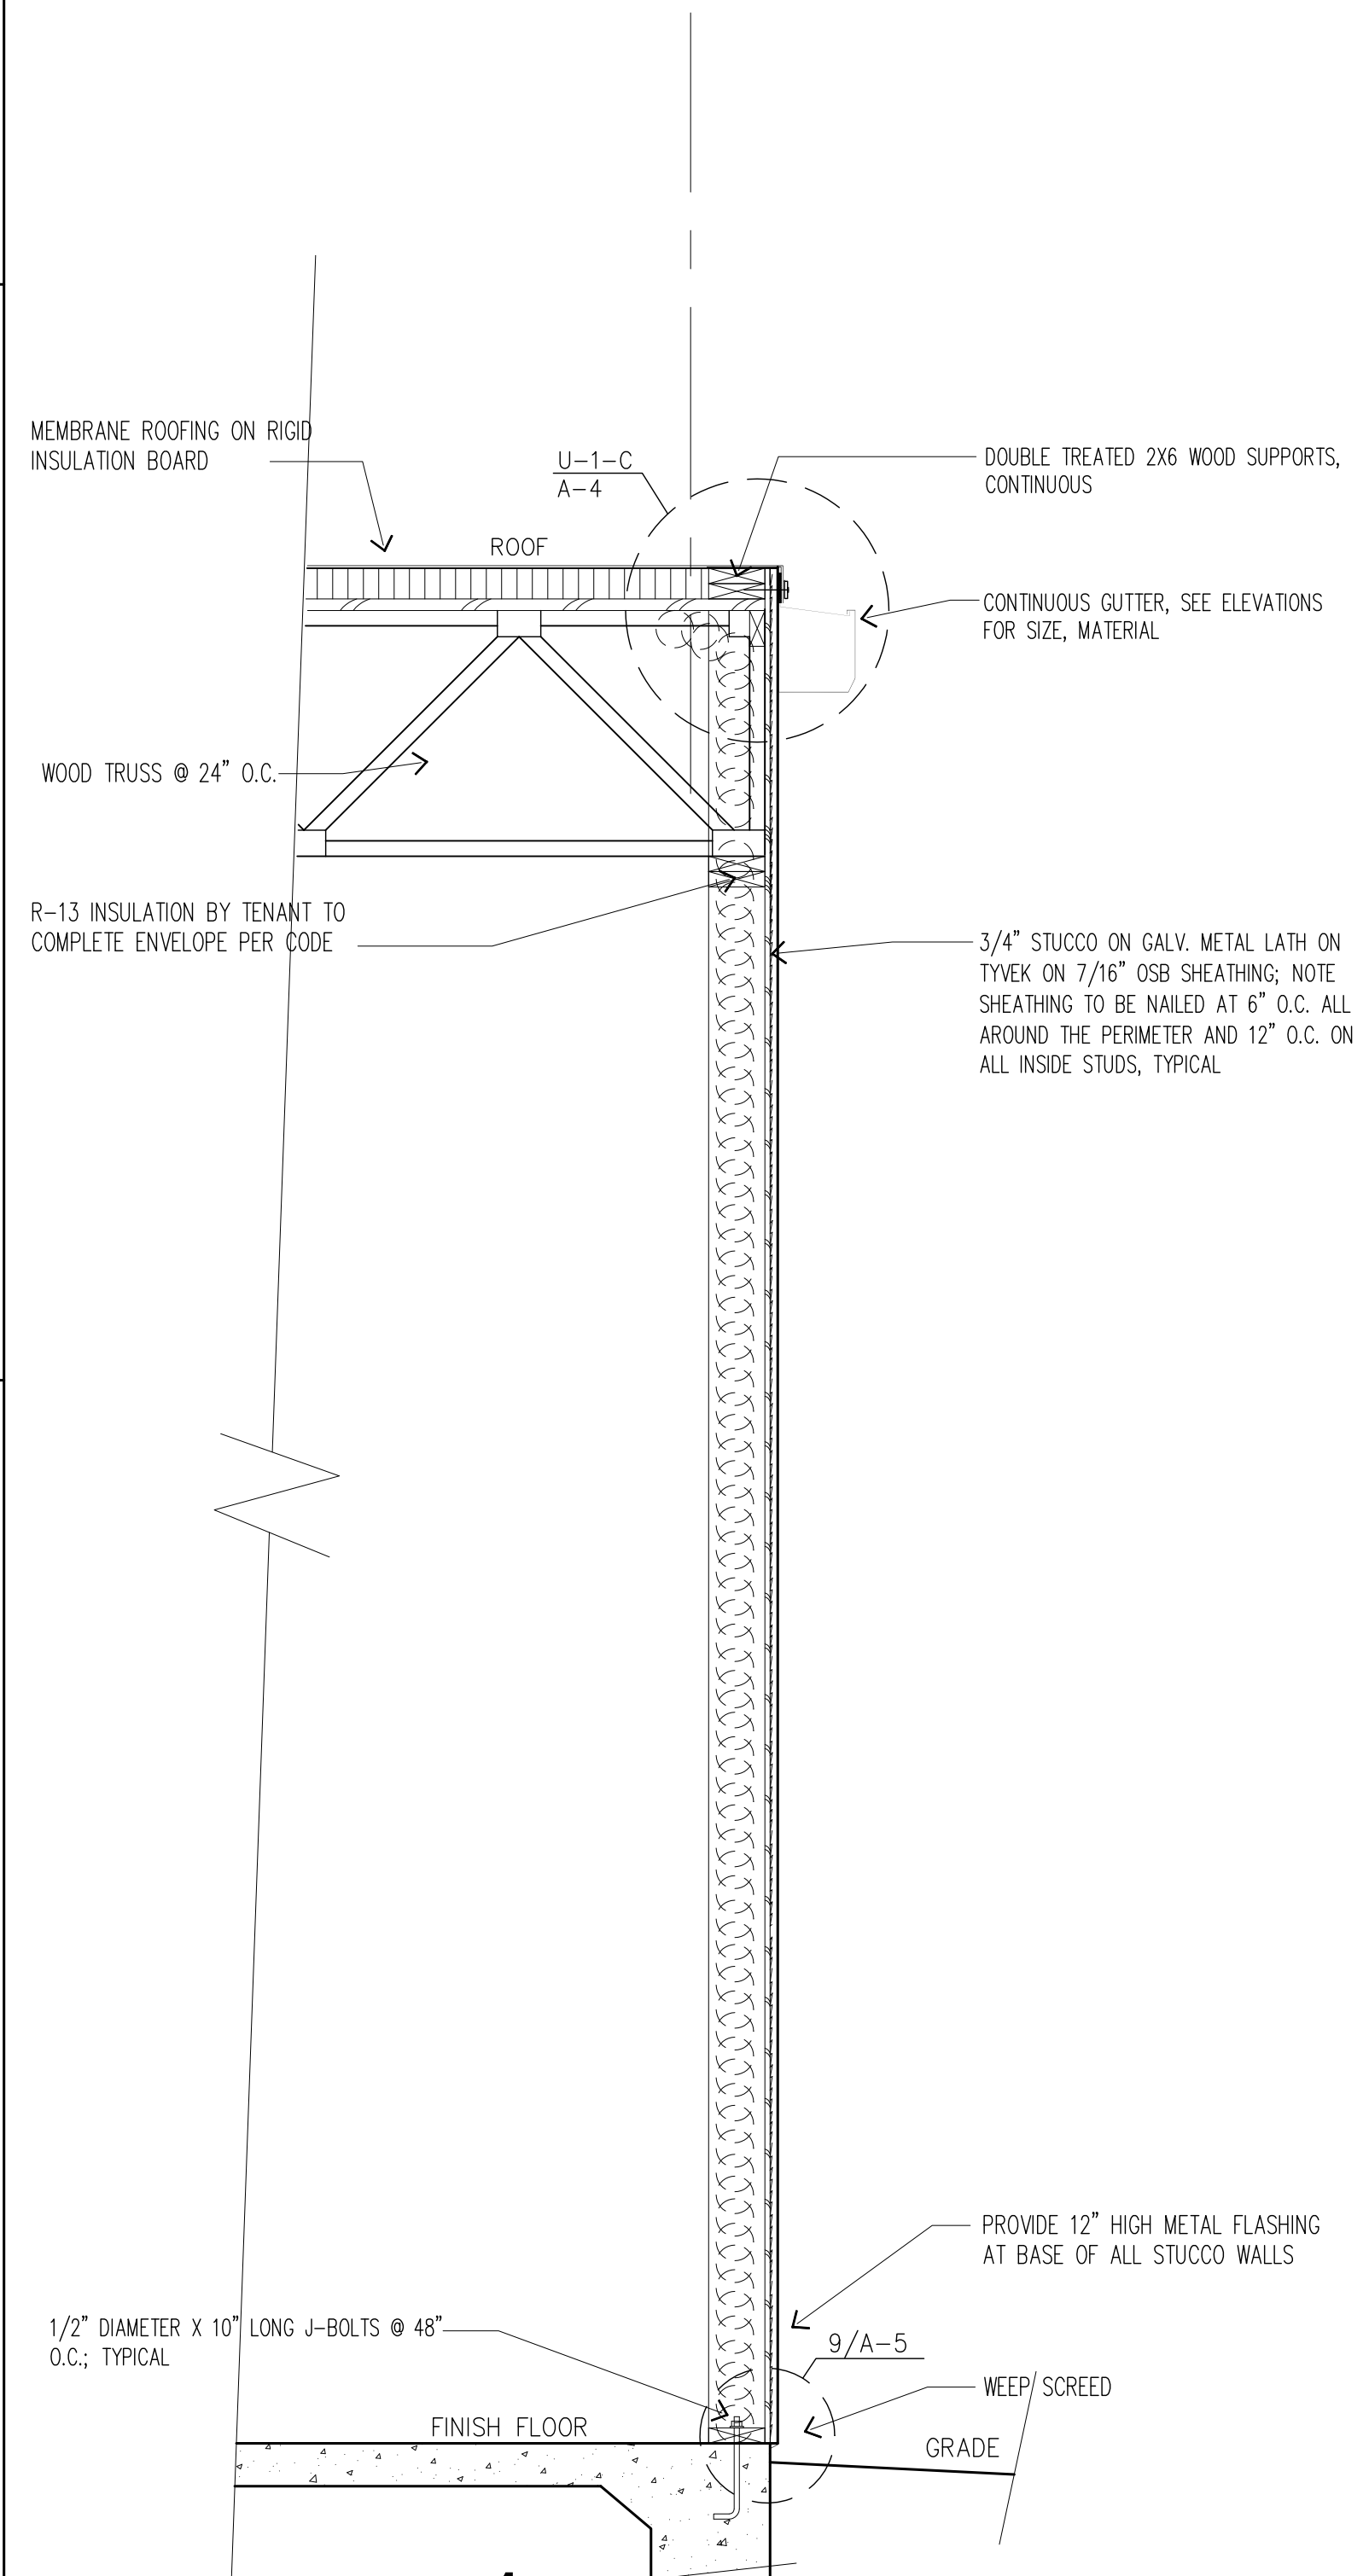 MEMBRANE ROOFING ON RIGID
INSULATION BOARD
U-1-C
A-4
DOUBLE TREATED 2X6 WOOD SUPPORTS,
CONTINUOUS
ROOF
CONTINUOUS GUTTER, SEE ELEVATIONS
FOR SIZE, MATERIAL
WOOD TRUSS @ 24" O.C.
R-13 INSULATION BY TENANT TO
COMPLETE ENVELOPE PER CODE
3/4" STUCCO ON GALV. METAL LATH ON
TYVEK ON 7/16" OSB SHEATHING; NOTE
SHEATHING TO BE NAILED AT 6" O.C. ALL
AROUND THE PERIMETER AND 12" O.C. ON
ALL INSIDE STUDS, TYPICAL
PROVIDE 12" HIGH METAL FLASHING
AT BASE OF ALL STUCCO WALLS
1/2" DIAMETER X 10" LONG J-BOLTS @ 48"
O.C.; TYPICAL
9/A-5
WEEP SCREED
FINISH FLOOR
GRADE